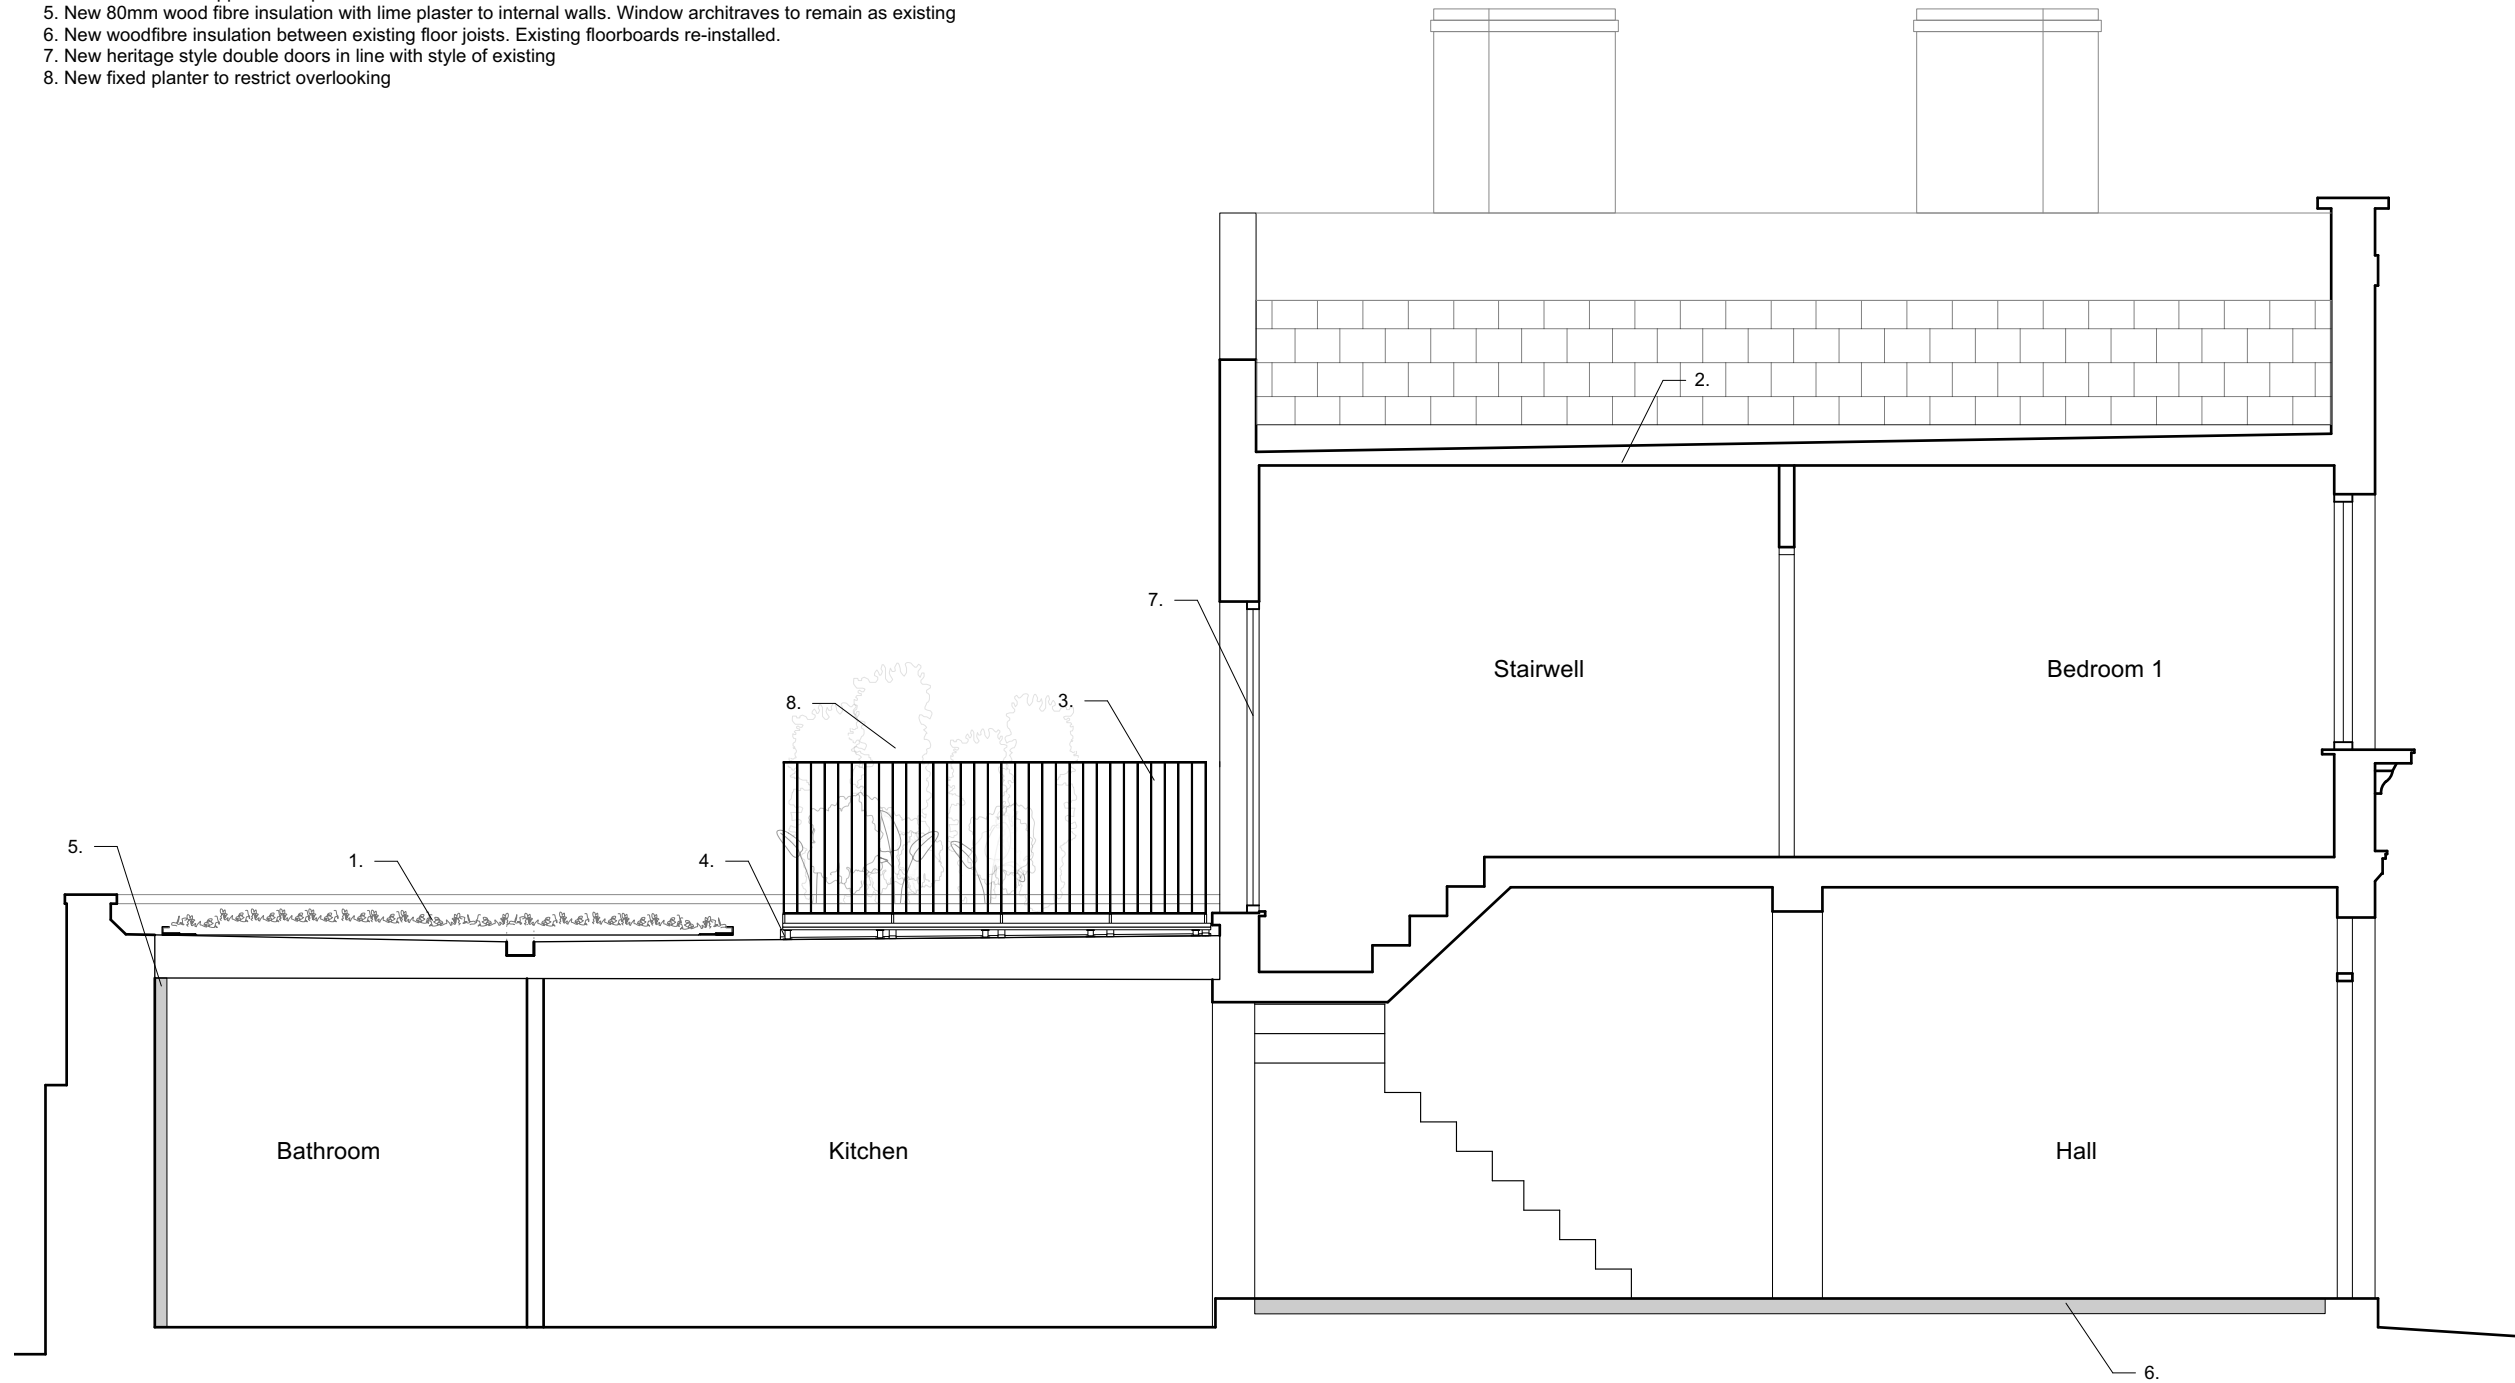 5. New 80mm wood fibre insulation with lime plaster to internal walls. Window architraves to remain as existing
6. New woodfibre insulation between existing floor joists. Existing floorboards re-installed.
7. New heritage style double doors in line with style of existing
8. New fixed planter to restrict overlooking
2.
7.
Stairwell
Bedroom 1
8.
3.
5.
1.
4.
Bathroom
Kitchen
Hall
6.